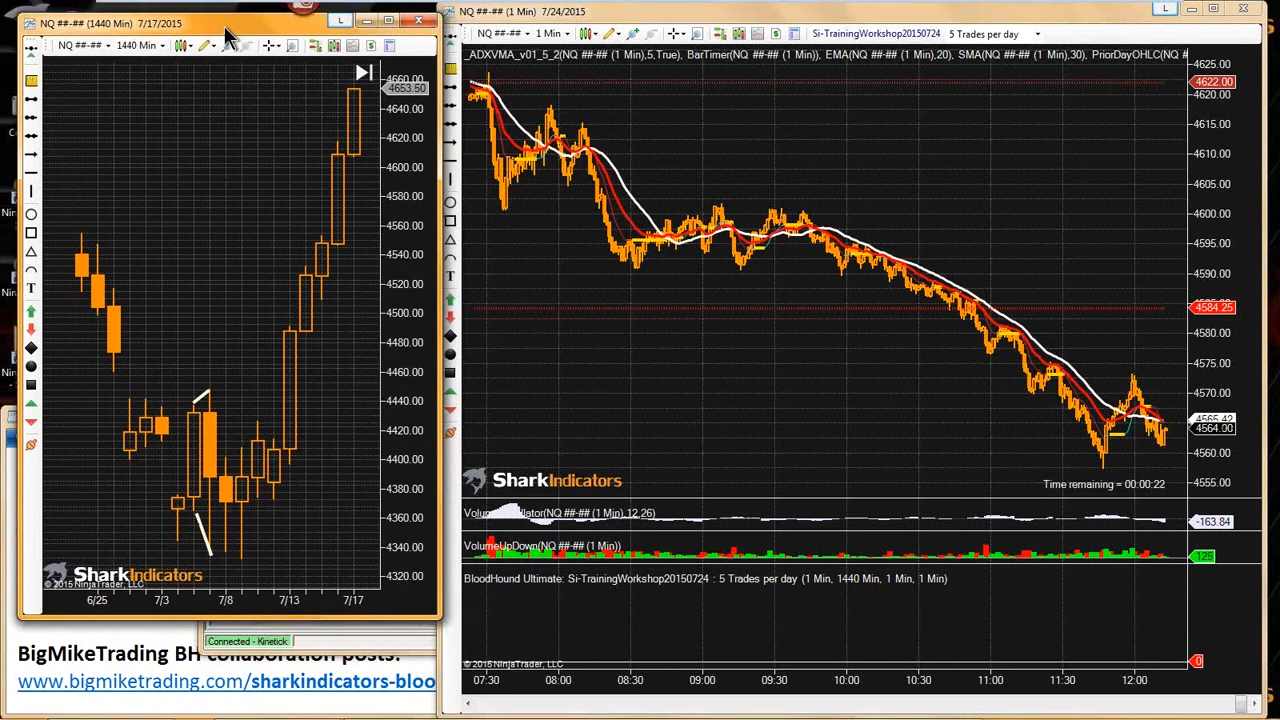 NQ ##-## (1440 Min)  7/17/2015
L
NQ ##-##
1440 Min
4660.00
4653.50
4640.00
4620.00
4600.00
4580.00
4560.00
4540.00
4520.00
4500.00
4480.00
4460.00
4440.00
4420.00
4400.00
4380.00
4360.00
4340.00
4320.00
SharkIndicators
© 2015 NinjaTrader, LLC
6/25 7/3 7/8 7/13 7/17
Connected - Kinetick
BigMikeTrading BH collaboration posts:
www.bigmiketrading.com/sharkindicators-bloo
NQ ##-## (1 Min)  7/24/2015
L
NQ ##-##
1 Min
Si-TrainingWorkshop20150724
5 Trades per day
_ADXVMA_v01_5_2(NQ ##-## (1 Min),5,True), BarTimer(NQ ##-## (1 Min)), EMA(NQ ##-## (1 Min),20), SMA(NQ ##-## (1 Min),30), PriorDayOHLC(NQ #
4625.00
4622.00
4620.00
4615.00
4610.00
4605.00
4600.00
4595.00
4590.00
4584.25
4580.00
4575.00
4570.00
4565.42
4564.00
4560.00
4555.00
SharkIndicators
Time remaining = 00:00:22
(NQ ##-## (1 Min),12,26)
-163.84
VolumeUpDown(NQ ##-## (1 Min))
125
BloodHound Ultimate: Si-TrainingWorkshop20150724 : 5 Trades per day (1 Min, 1440 Min, 1 Min, 1 Min)
© 2015 NinjaTrader, LLC
0
07:30 08:00 08:30 09:00 09:30 10:00 10:30 11:00 11:30 12:00